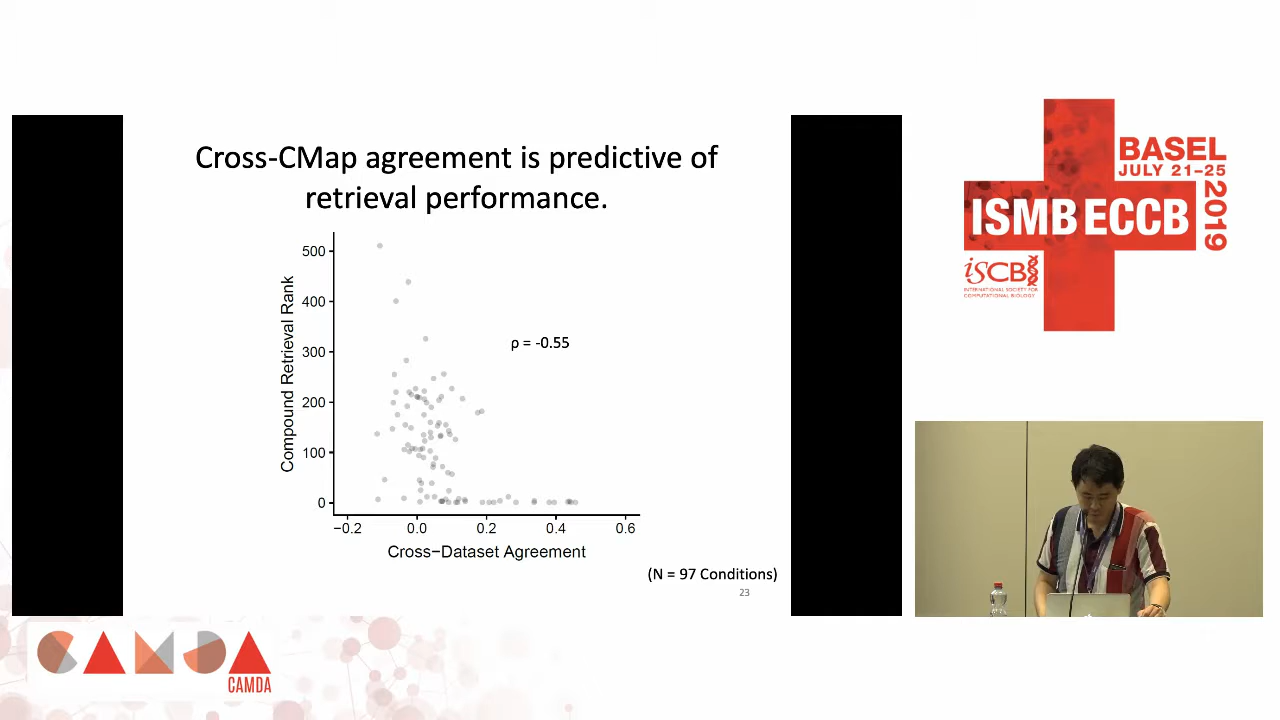 Cross-CMap agreement is predictive of
retrieval performance.
500
400
300
200
100
0
Compound Retrieval Rank
ρ = -0.55
−0.2
0.0
0.2
0.4
0.6
Cross−Dataset Agreement
(N = 97 Conditions)
23
BASEL
JULY 21–25
2019
ISMB ECCB
iSCB
INTERNATIONAL SOCIETY FOR
COMPUTATIONAL BIOLOGY
CAMDA
CAMDA